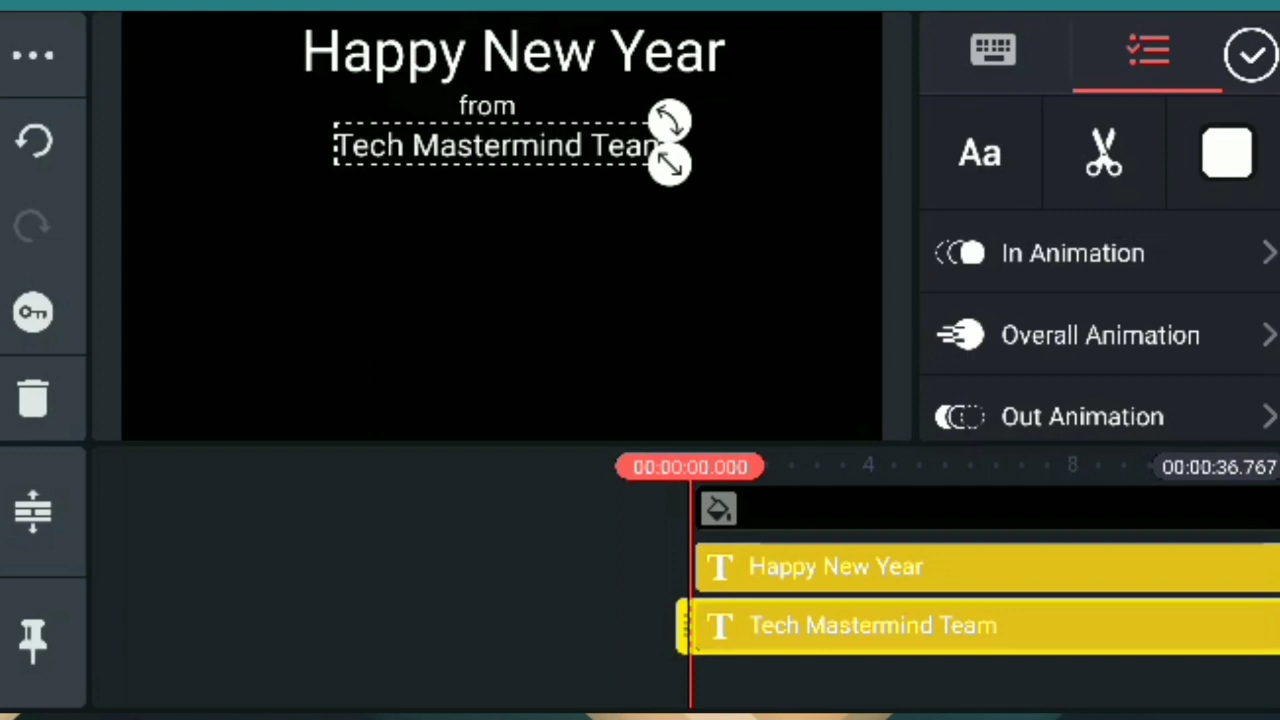 Happy New Year
from
Tech Mastermind Team
Aa
In Animation
Overall Animation
Out Animation
00:00:00.000
4
8
00:00:36.767
T Happy New Year
T Tech Mastermind Team